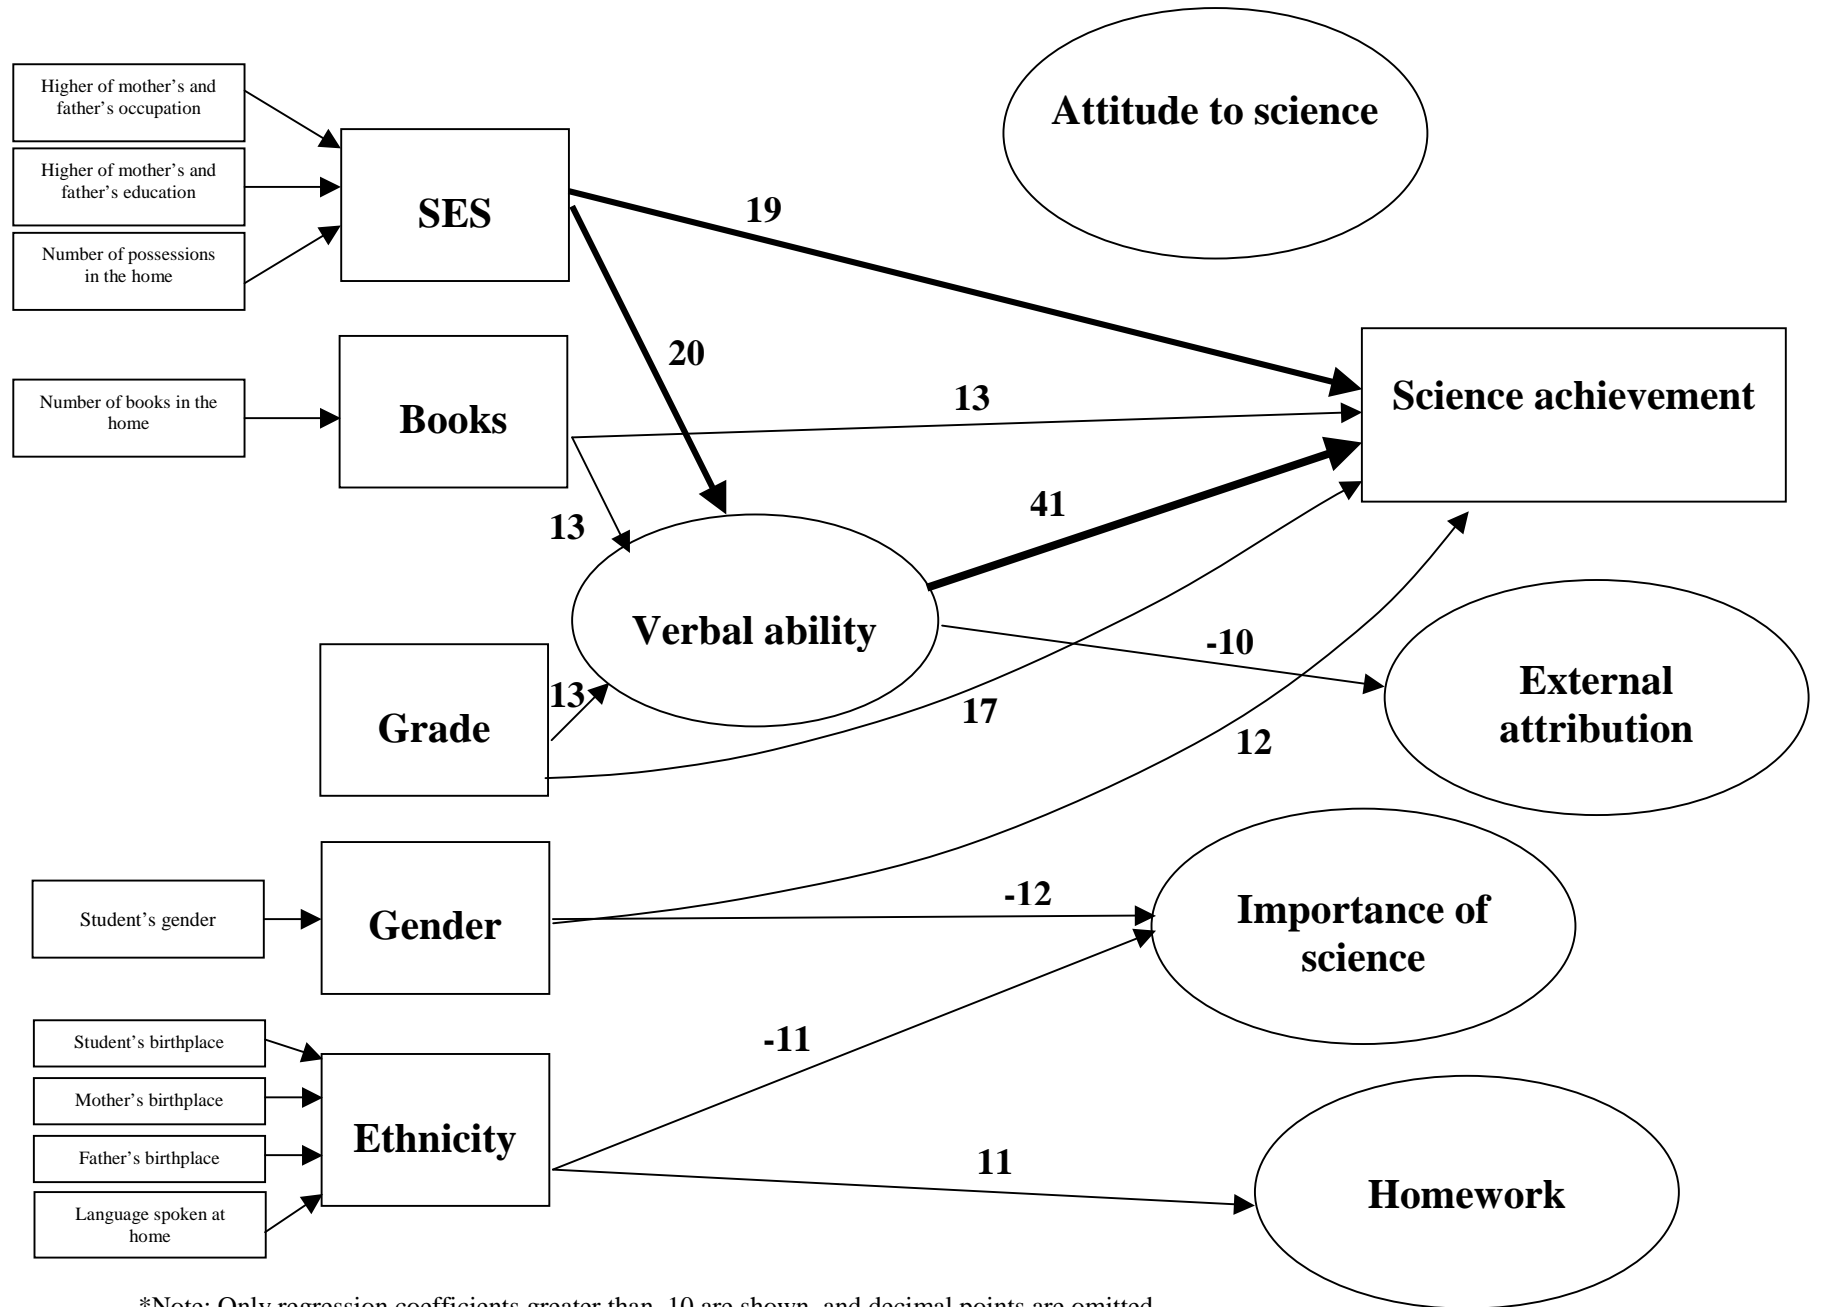 Attitude to science
Higher of mother's and
father's occupation
Higher of mother's and
father's education
Number of possessions
in the home
SES
19
20
Number of books in the
home
Books
13
Science achievement
13
41
Verbal ability
-10
External
attribution
Grade
13
17
12
Student's gender
Gender
-12
Importance of
science
Student's birthplace
Mother's birthplace
Father's birthplace
Language spoken at
home
Ethnicity
-11
11
Homework
*Note: Only regression coefficients greater than .10 are shown, and decimal points are omitted